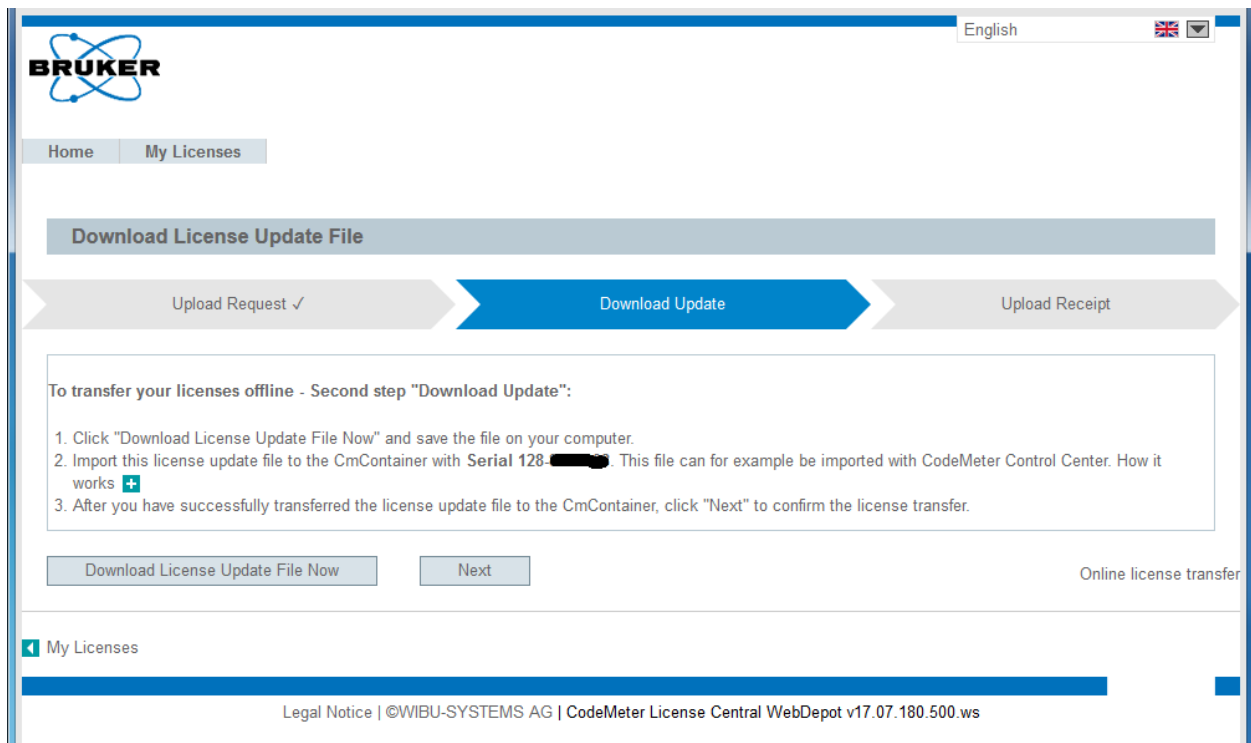 English
BRUKER
Home
My Licenses
Download License Update File
Upload Request ✓
Download Update
Upload Receipt
To transfer your licenses offline - Second step "Download Update":
1. Click "Download License Update File Now" and save the file on your computer.
2. Import this license update file to the CmContainer with Serial 128- . This file can for example be imported with CodeMeter Control Center. How it
works +
3. After you have successfully transferred the license update file to the CmContainer, click "Next" to confirm the license transfer.
Download License Update File Now
Next
Online license transfer
My Licenses
Legal Notice | ©WIBU-SYSTEMS AG | CodeMeter License Central WebDepot v17.07.180.500.ws